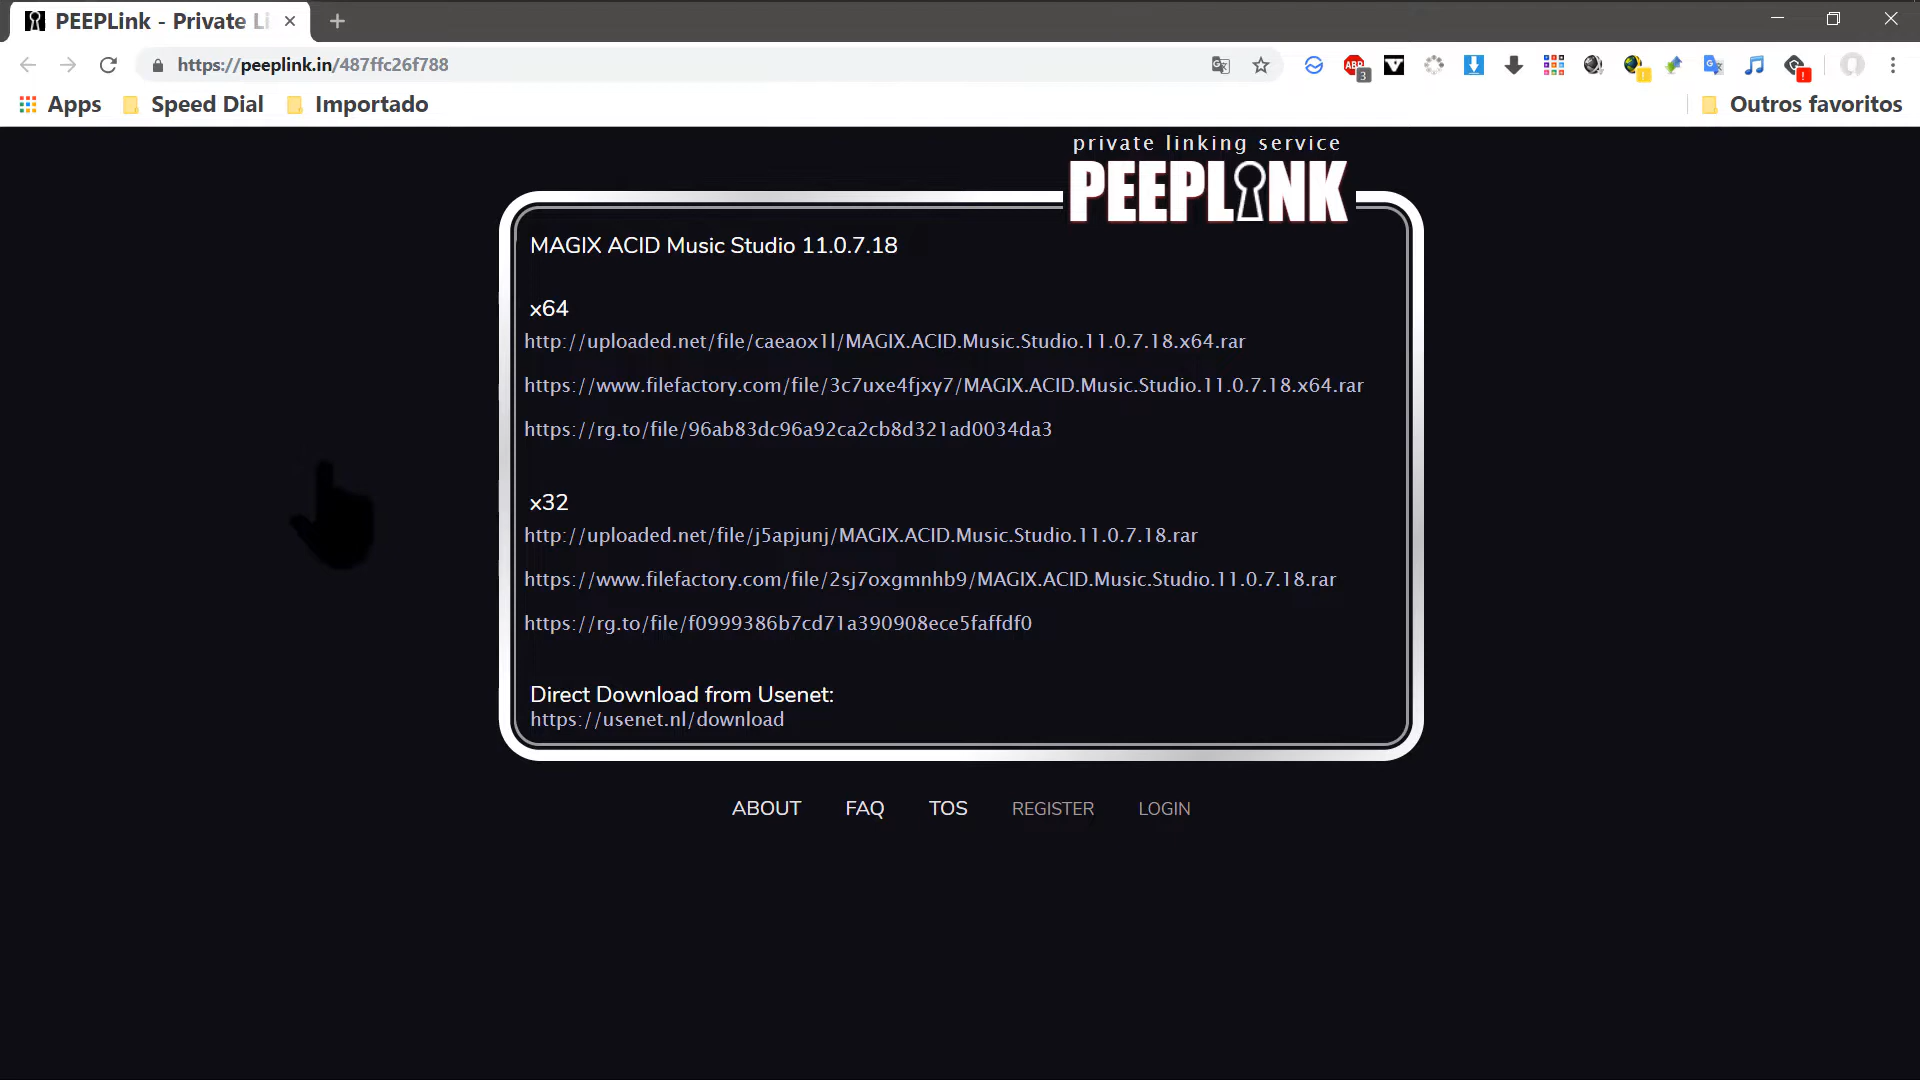 PEEPLink - Private Li
https://peeplink.in/487ffc26f788
ABP 3
Apps Speed Dial Importado Outros favoritos
private linking service
PEEPLINK
MAGIX ACID Music Studio 11.0.7.18
x64
http://uploaded.net/file/caeaox1l/MAGIX.ACID.Music.Studio.11.0.7.18.x64.rar
https://www.filefactory.com/file/3c7uxe4fjxy7/MAGIX.ACID.Music.Studio.11.0.7.18.x64.rar
https://rg.to/file/96ab83dc96a92ca2cb8d321ad0034da3
x32
http://uploaded.net/file/j5apjunj/MAGIX.ACID.Music.Studio.11.0.7.18.rar
https://www.filefactory.com/file/2sj7oxgmnhb9/MAGIX.ACID.Music.Studio.11.0.7.18.rar
https://rg.to/file/f0999386b7cd71a390908ece5faffdf0
Direct Download from Usenet:
https://usenet.nl/download
ABOUT FAQ TOS REGISTER LOGIN